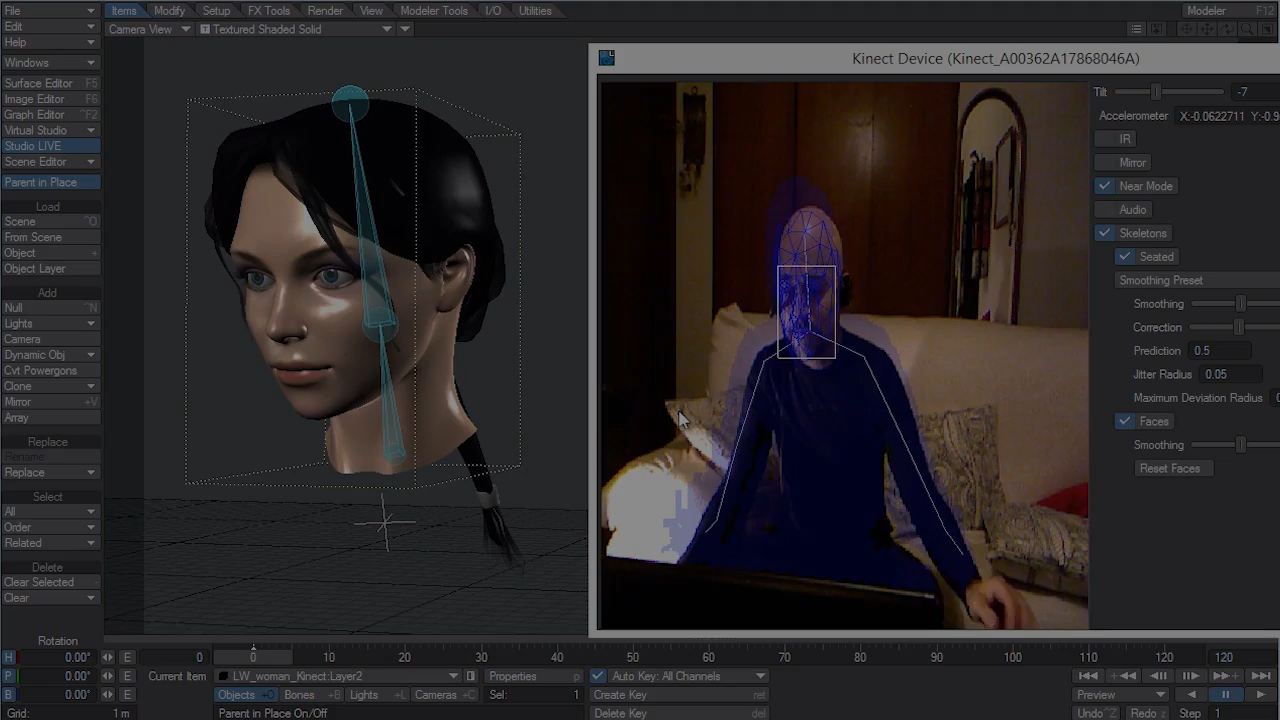 File Items Modify Setup FX Tools Render View Modeler Tools I/O Utilities Modeler F12
Edit Camera View Textured Shaded Solid
Help
Windows
Surface Editor F5
Image Editor F6
Graph Editor ^F2
Virtual Studio
Studio LIVE
Scene Editor
Parent in Place
Load
Scene ^O
From Scene
Object +
Object Layer
Add
Null ^N
Lights
Camera
Dynamic Obj
Cvt Powergons
Clone
Mirror +V
Array
Replace
Rename
Replace
Select
All
Order
Related
Delete
Clear Selected -
Clear
Kinect Device (Kinect_A00362A17868046A)
Tilt -7
Accelerometer X:-0.0622711 Y:-0.9
IR
Mirror
Near Mode
Audio
Skeletons
Seated
Smoothing Preset
Smoothing
Correction
Prediction 0.5
Jitter Radius 0.05
Maximum Deviation Radius
Faces
Smoothing
Reset Faces
Rotation
H 0.00° E 0 0 10 20 30 40 50 60 70 80 90 100 110 120 120
P 0.00° E Current Item LW_woman_Kinect:Layer2 Properties p Auto Key: All Channels
B 0.00° E Objects +O Bones +B Lights +L Cameras +C Sel: 1 Create Key ret Preview
Grid: 1 m Parent in Place On/Off Delete Key del Undo ^Z Redo z Step 1